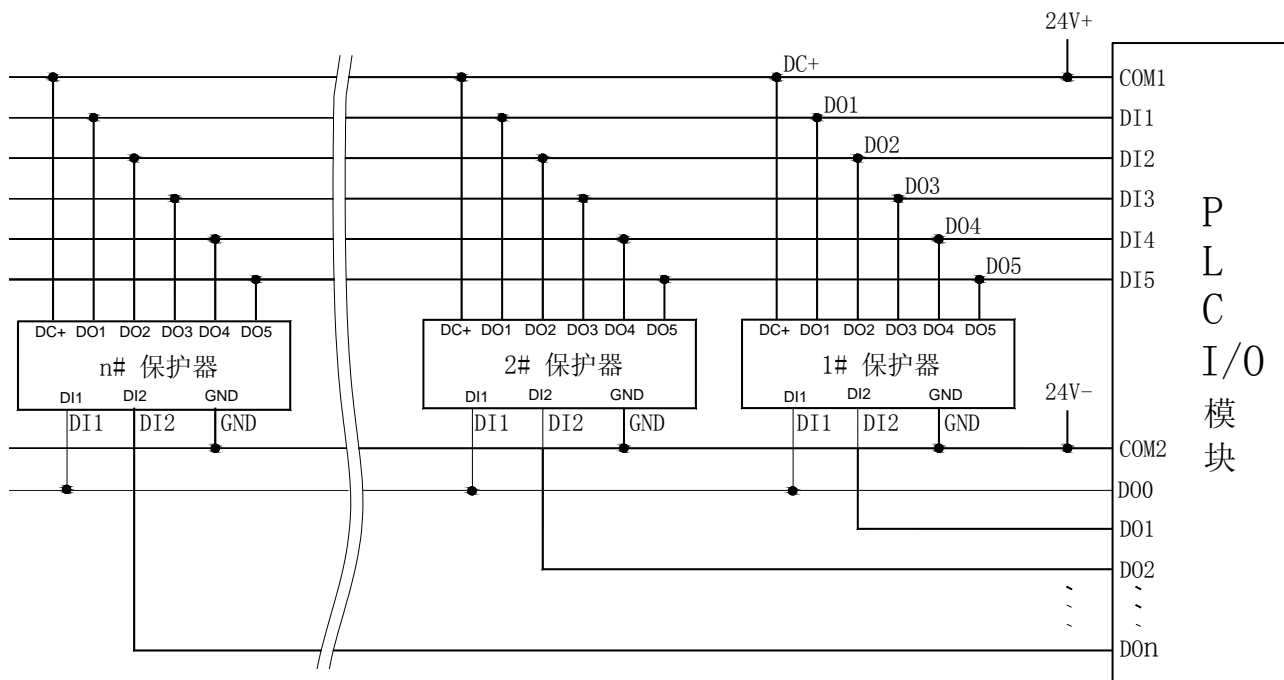 24V+
DC+
COM1
DO1
DI1
DO2
DI2
DO3
DI3
DO4
DI4
DO5
DI5
DC+ DO1 DO2 DO3 DO4 DO5
n# 保护器
DI1 DI2 GND
DI1 DI2 GND
DC+ DO1 DO2 DO3 DO4 DO5
2# 保护器
DI1 DI2 GND
DI1 DI2 GND
DC+ DO1 DO2 DO3 DO4 DO5
1# 保护器
DI1 DI2 GND
DI1 DI2 GND
24V-
COM2
DO0
DO1
DO2
DOn
P
L
C
I/O
模
块